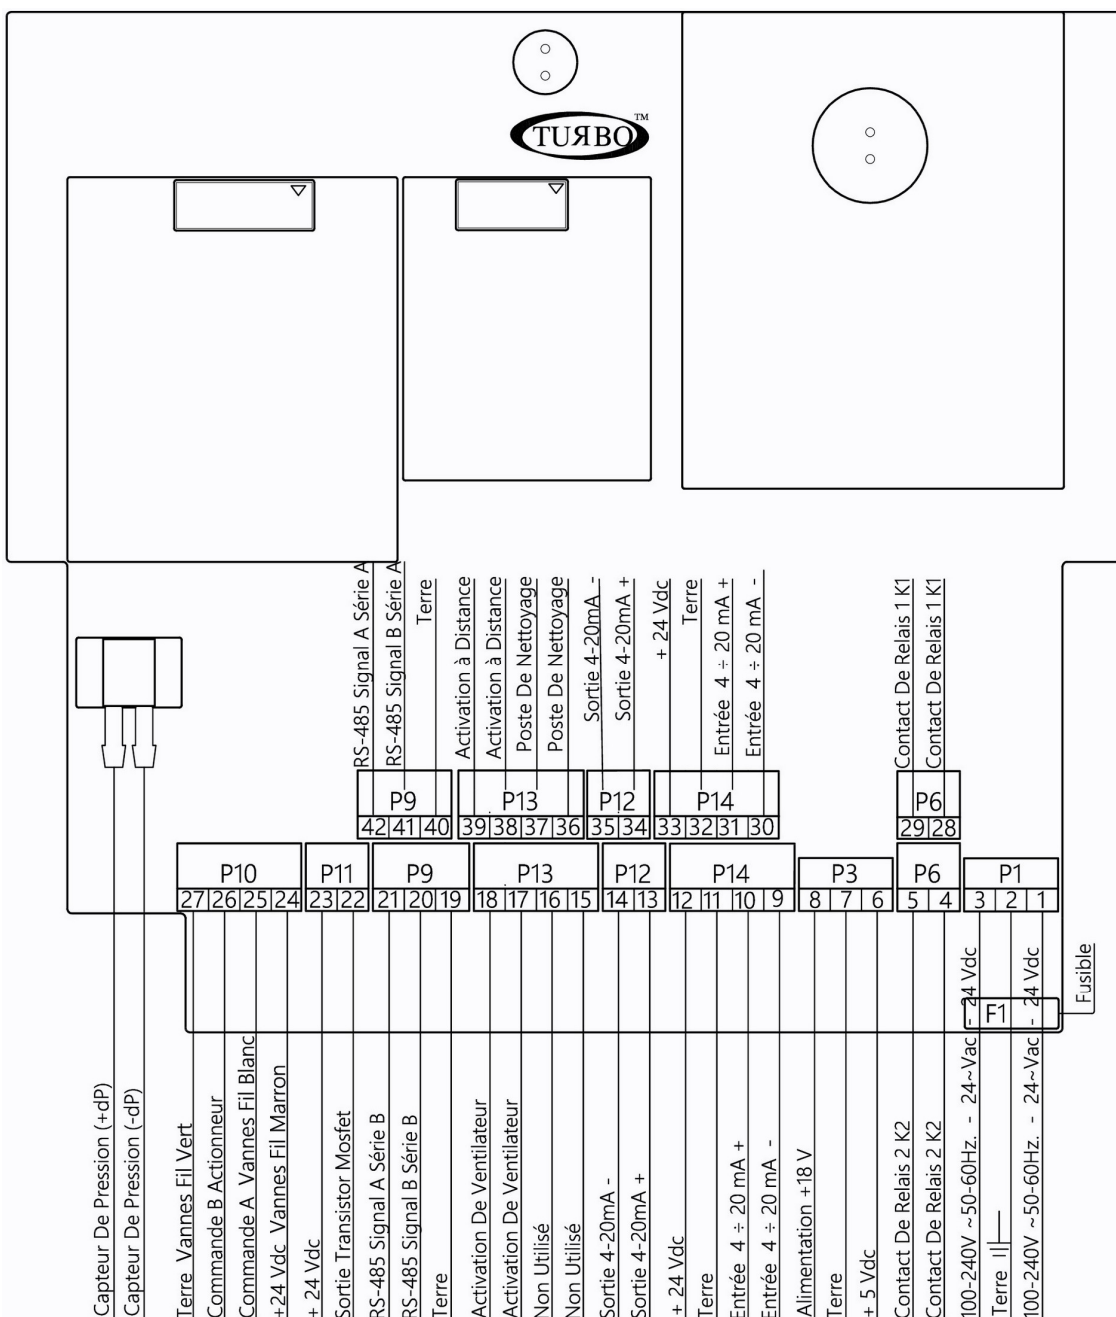 TURBO™
RS-485 Signal A Série A
RS-485 Signal B Série A
Terre
Activation à Distance
Activation à Distance
Poste De Nettoyage
Poste De Nettoyage
Sortie 4-20mA -
Sortie 4-20mA +
+ 24 Vdc
Terre
Entrée 4 ÷ 20 mA +
Entrée 4 ÷ 20 mA -
Contact De Relais 1 K1
Contact De Relais 1 K1
P9 P13 P12 P14 P6
42 41 40 39 38 37 36 35 34 33 32 31 30 29 28
P10 P11 P9 P13 P12 P14 P3 P6 P1
27 26 25 24 23 22 21 20 19 18 17 16 15 14 13 12 11 10 9 8 7 6 5 4 3 2 1
F1
Fusible
Capteur De Pression (+dP)
Capteur De Pression (-dP)
Terre Vannes Fil Vert
Commande B Actionneur
Commande A Vannes Fil Blanc
+24 Vdc Vannes Fil Marron
+ 24 Vdc
Sortie Transistor Mosfet
RS-485 Signal A Série B
RS-485 Signal B Série B
Terre
Activation De Ventilateur
Activation De Ventilateur
Non Utilisé
Non Utilisé
Sortie 4-20mA -
Sortie 4-20mA +
+ 24 Vdc
Terre
Entrée 4 ÷ 20 mA +
Entrée 4 ÷ 20 mA -
Alimentation +18 V
Terre
+ 5 Vdc
Contact De Relais 2 K2
Contact De Relais 2 K2
100-240V ~50-60Hz. - 24~Vac - 24 Vdc
Terre
100-240V ~50-60Hz. - 24~Vac - 24 Vdc